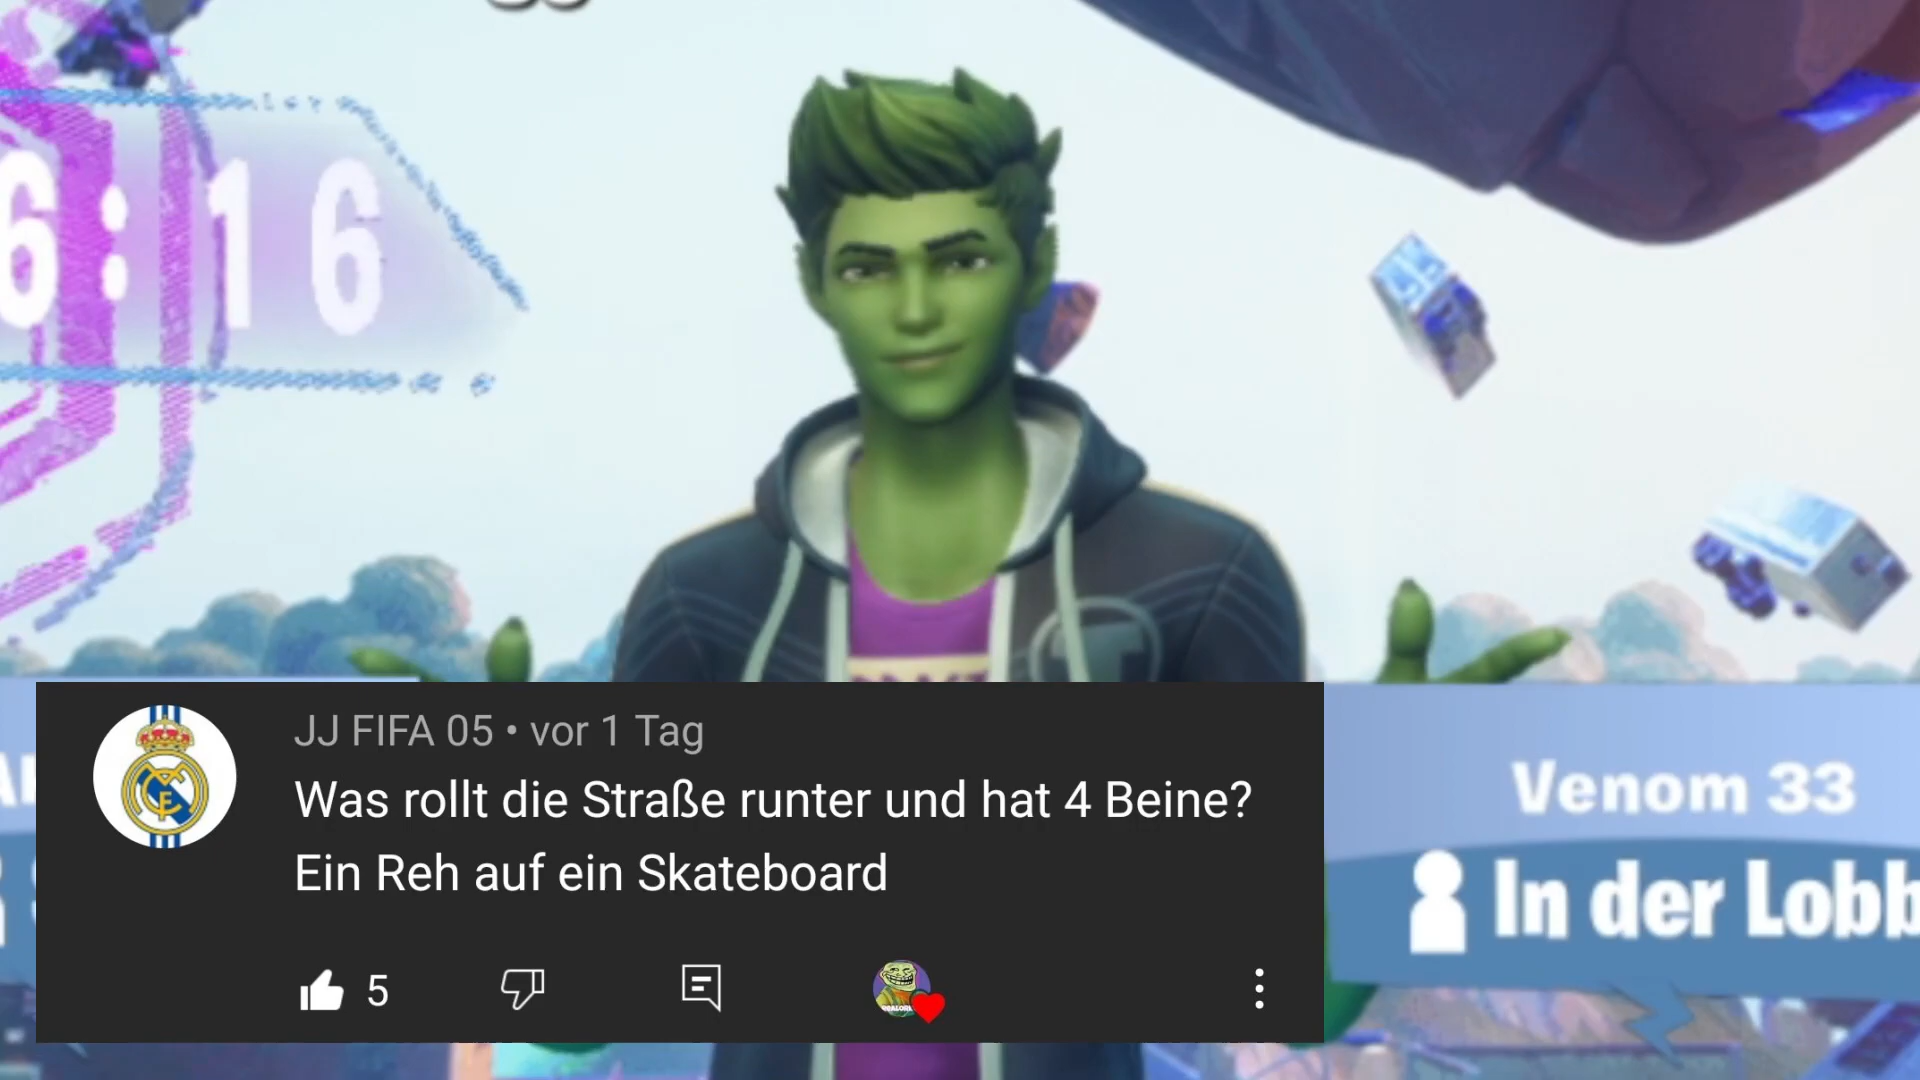 6:16
JJ FIFA 05 • vor 1 Tag
Was rollt die Straße runter und hat 4 Beine?
Ein Reh auf ein Skateboard
5
Venom 33
In der Lobb